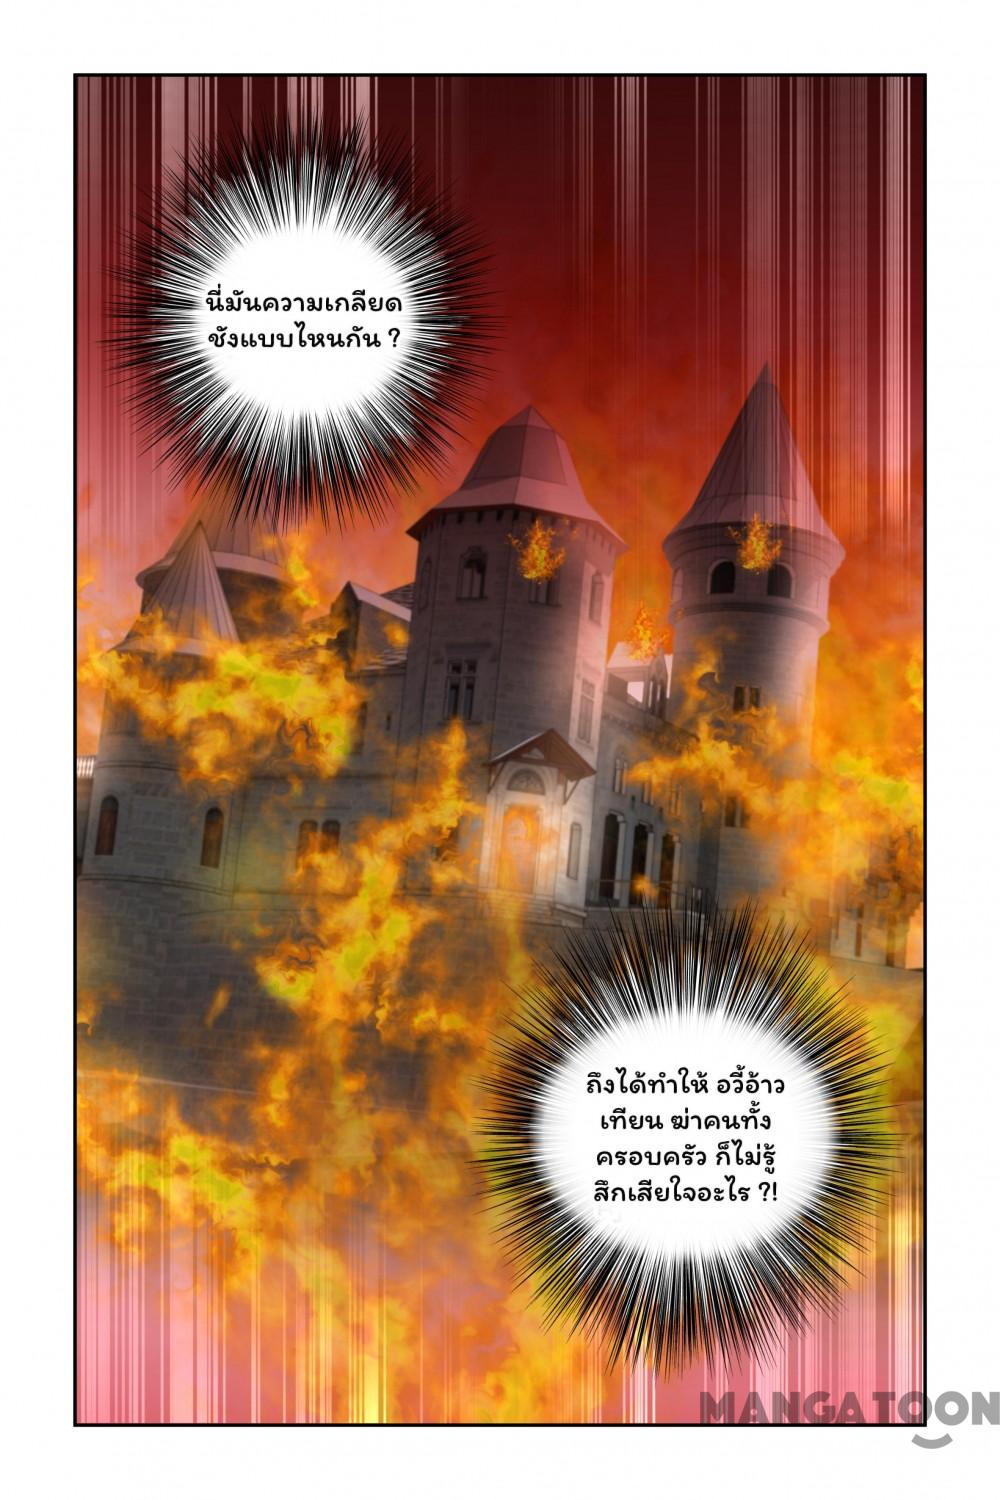 นี่มันความเกลียด
ชังแบบไหนกัน ?
ถึงได้ทำให้ อวี้อ้าว
เทียน ฆ่าคนทั้ง
ครอบครัว ก็ไม่รู้
สึกเสียใจอะไร ?!
MANGATOON